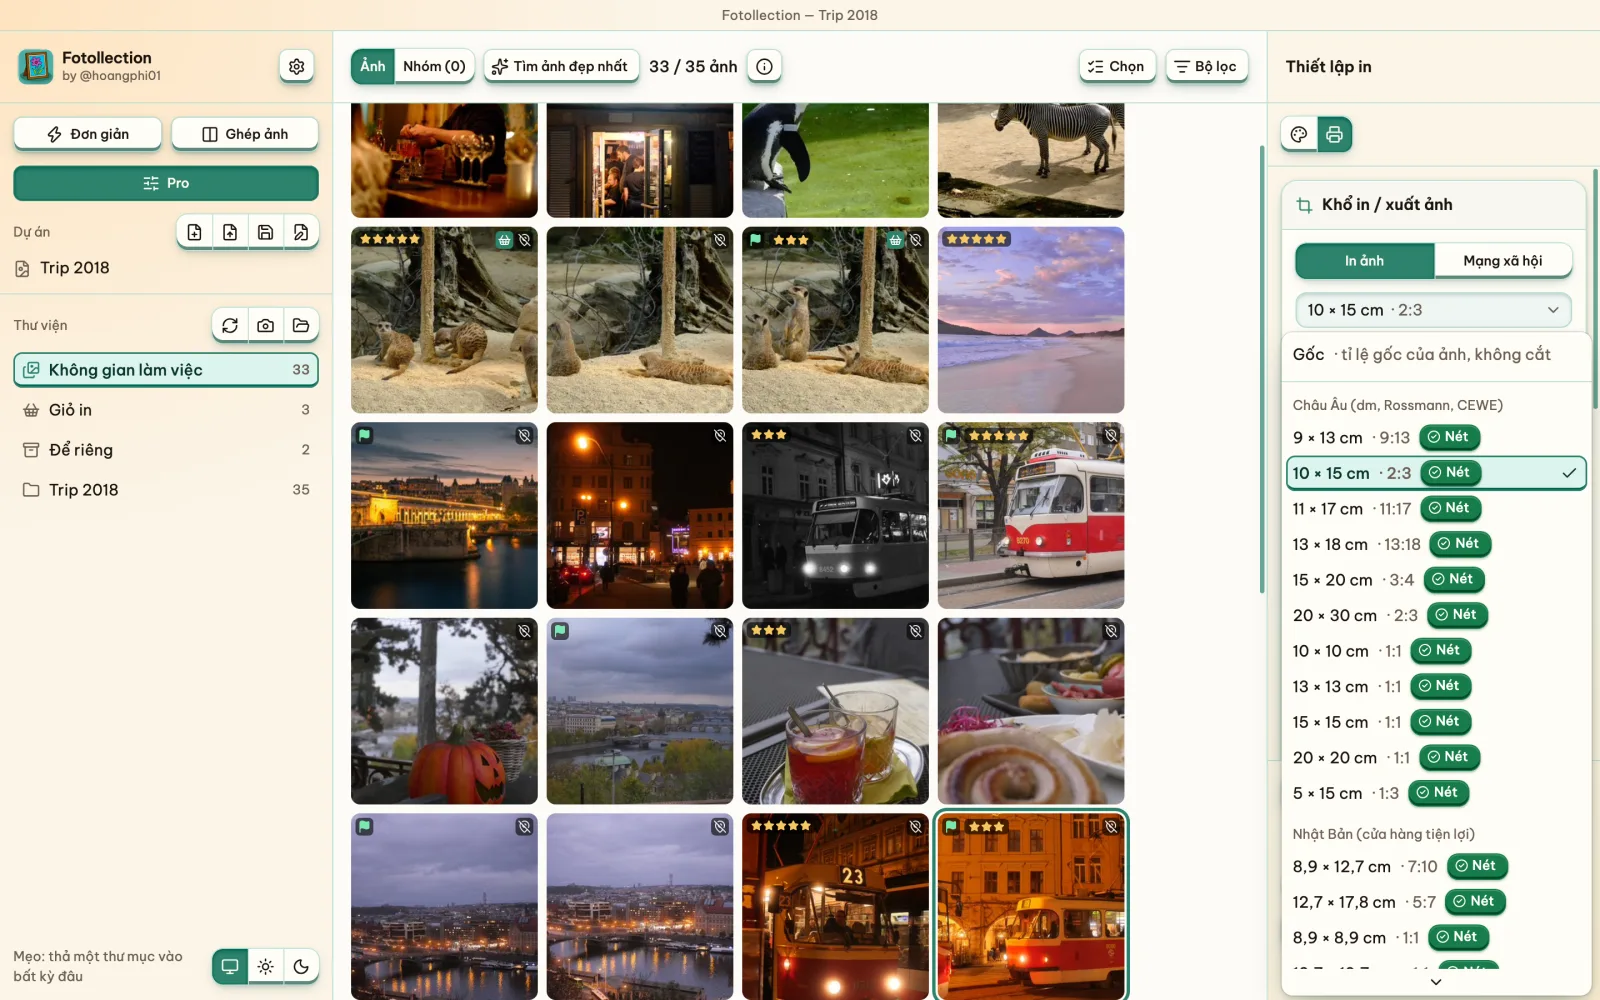 Fotollection — Trip 2018
Fotollection
by @hoangphi01
Đơn giản
Ghép ảnh
Pro
Dự án
Trip 2018
Thư viện
Không gian làm việc 33
Giỏ in 3
Để riêng 2
Trip 2018 35
Mẹo: thả một thư mục vào
bất kỳ đâu
Ảnh
Nhóm (0)
Tìm ảnh đẹp nhất
33 / 35 ảnh
Chọn
Bộ lọc
8270
8412
23
Thiết lập in
Khổ in / xuất ảnh
In ảnh
Mạng xã hội
10 × 15 cm · 2:3
Gốc · tỉ lệ gốc của ảnh, không cắt
Châu Âu (dm, Rossmann, CEWE)
9 × 13 cm · 9:13 Nét
10 × 15 cm · 2:3 Nét
11 × 17 cm · 11:17 Nét
13 × 18 cm · 13:18 Nét
15 × 20 cm · 3:4 Nét
20 × 30 cm · 2:3 Nét
10 × 10 cm · 1:1 Nét
13 × 13 cm · 1:1 Nét
15 × 15 cm · 1:1 Nét
20 × 20 cm · 1:1 Nét
5 × 15 cm · 1:3 Nét
Nhật Bản (cửa hàng tiện lợi)
8,9 × 12,7 cm · 7:10 Nét
12,7 × 17,8 cm · 5:7 Nét
8,9 × 8,9 cm · 1:1 Nét